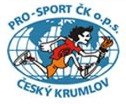 PRO-SPORT ČK o.p.s.
ČESKÝ KRUMLOV